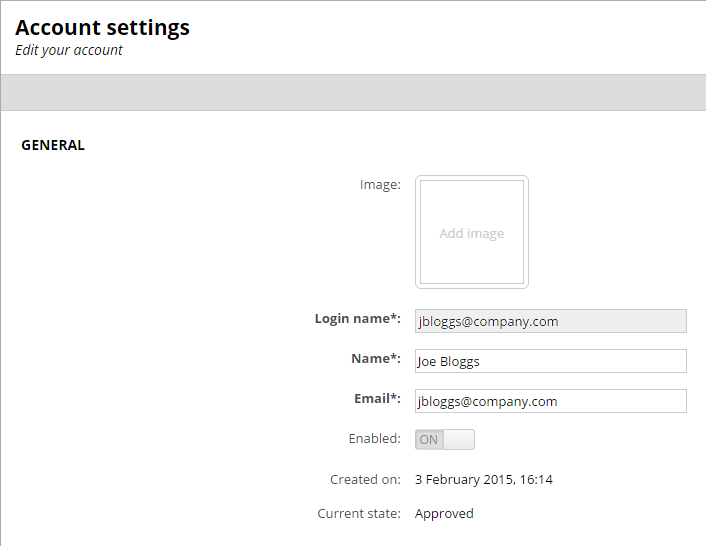 Account settings
Edit your account
GENERAL
Image:
Add image
Login name*: jbloggs@company.com
Name*: Joe Bloggs
Email*: jbloggs@company.com
Enabled: ON
Created on: 3 February 2015, 16:14
Current state: Approved